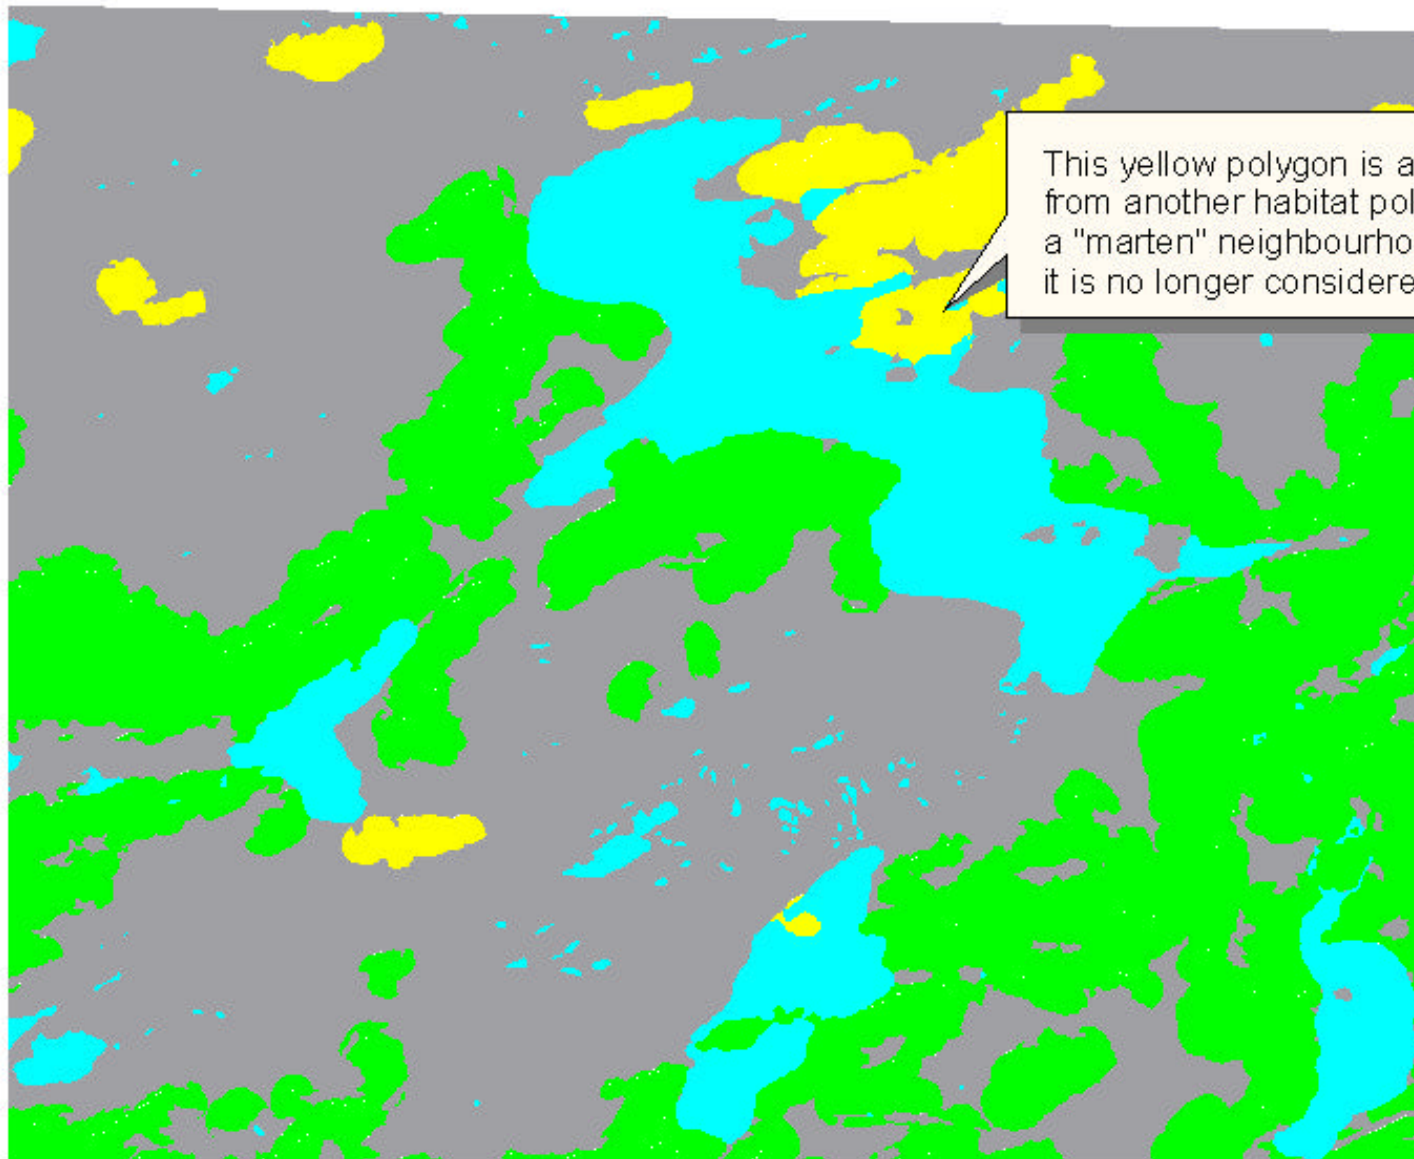 This yellow polygon is a
from another habitat pol
a "marten" neighbourho
it is no longer considere